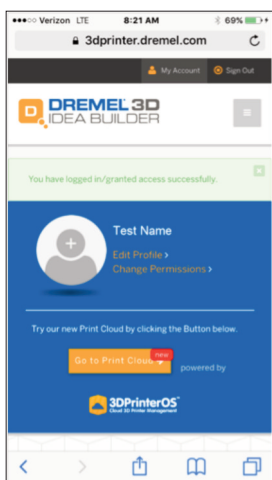 Verizon LTE 8:21 AM 69%
3dprinter.dremel.com
My Account Sign Out
D. DREMEL 3D
IDEA BUILDER
You have logged in/granted access successfully.
Test Name
Edit Profile >
Change Permissions >
Try our new Print Cloud by clicking the Button below.
new
Go to Print Cloud
powered by
3DPrinterOS™
Cloud 3D Printer Management